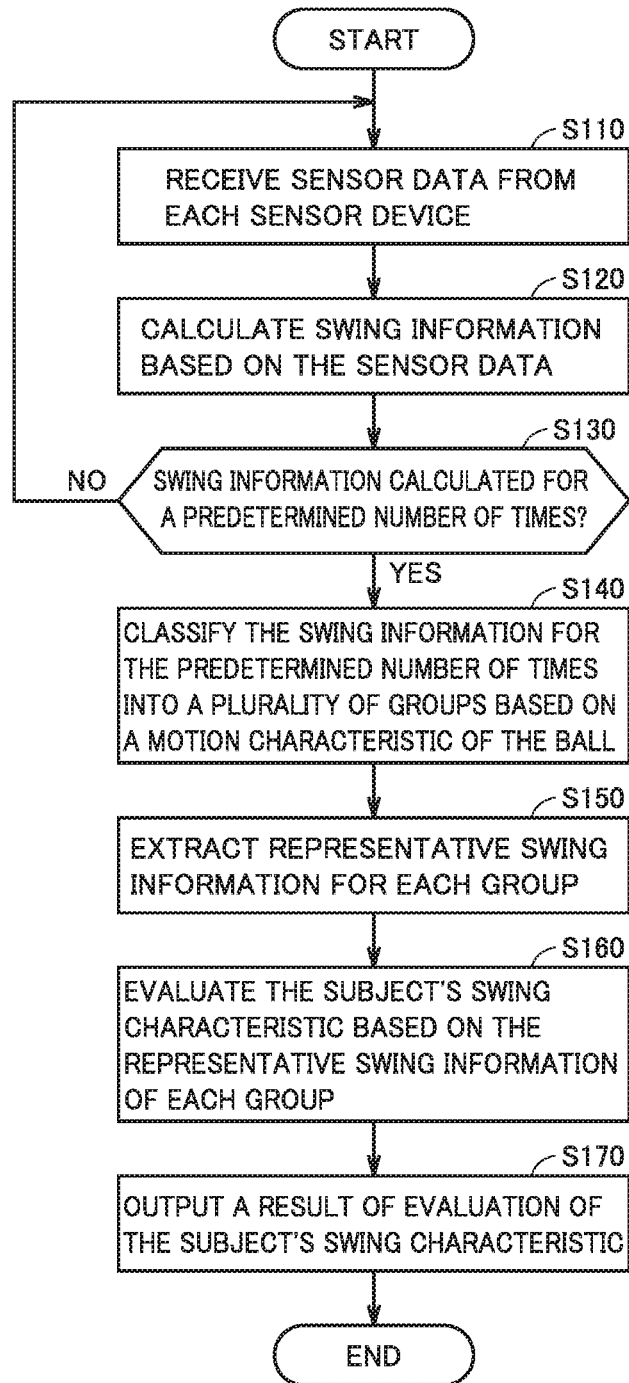 START
S110
RECEIVE SENSOR DATA FROM
EACH SENSOR DEVICE
S120
CALCULATE SWING INFORMATION
BASED ON THE SENSOR DATA
S130
NO
SWING INFORMATION CALCULATED FOR
A PREDETERMINED NUMBER OF TIMES?
YES
S140
CLASSIFY THE SWING INFORMATION FOR
THE PREDETERMINED NUMBER OF TIMES
INTO A PLURALITY OF GROUPS BASED ON
A MOTION CHARACTERISTIC OF THE BALL
S150
EXTRACT REPRESENTATIVE SWING
INFORMATION FOR EACH GROUP
S160
EVALUATE THE SUBJECT'S SWING
CHARACTERISTIC BASED ON THE
REPRESENTATIVE SWING INFORMATION
OF EACH GROUP
S170
OUTPUT A RESULT OF EVALUATION OF
THE SUBJECT'S SWING CHARACTERISTIC
END